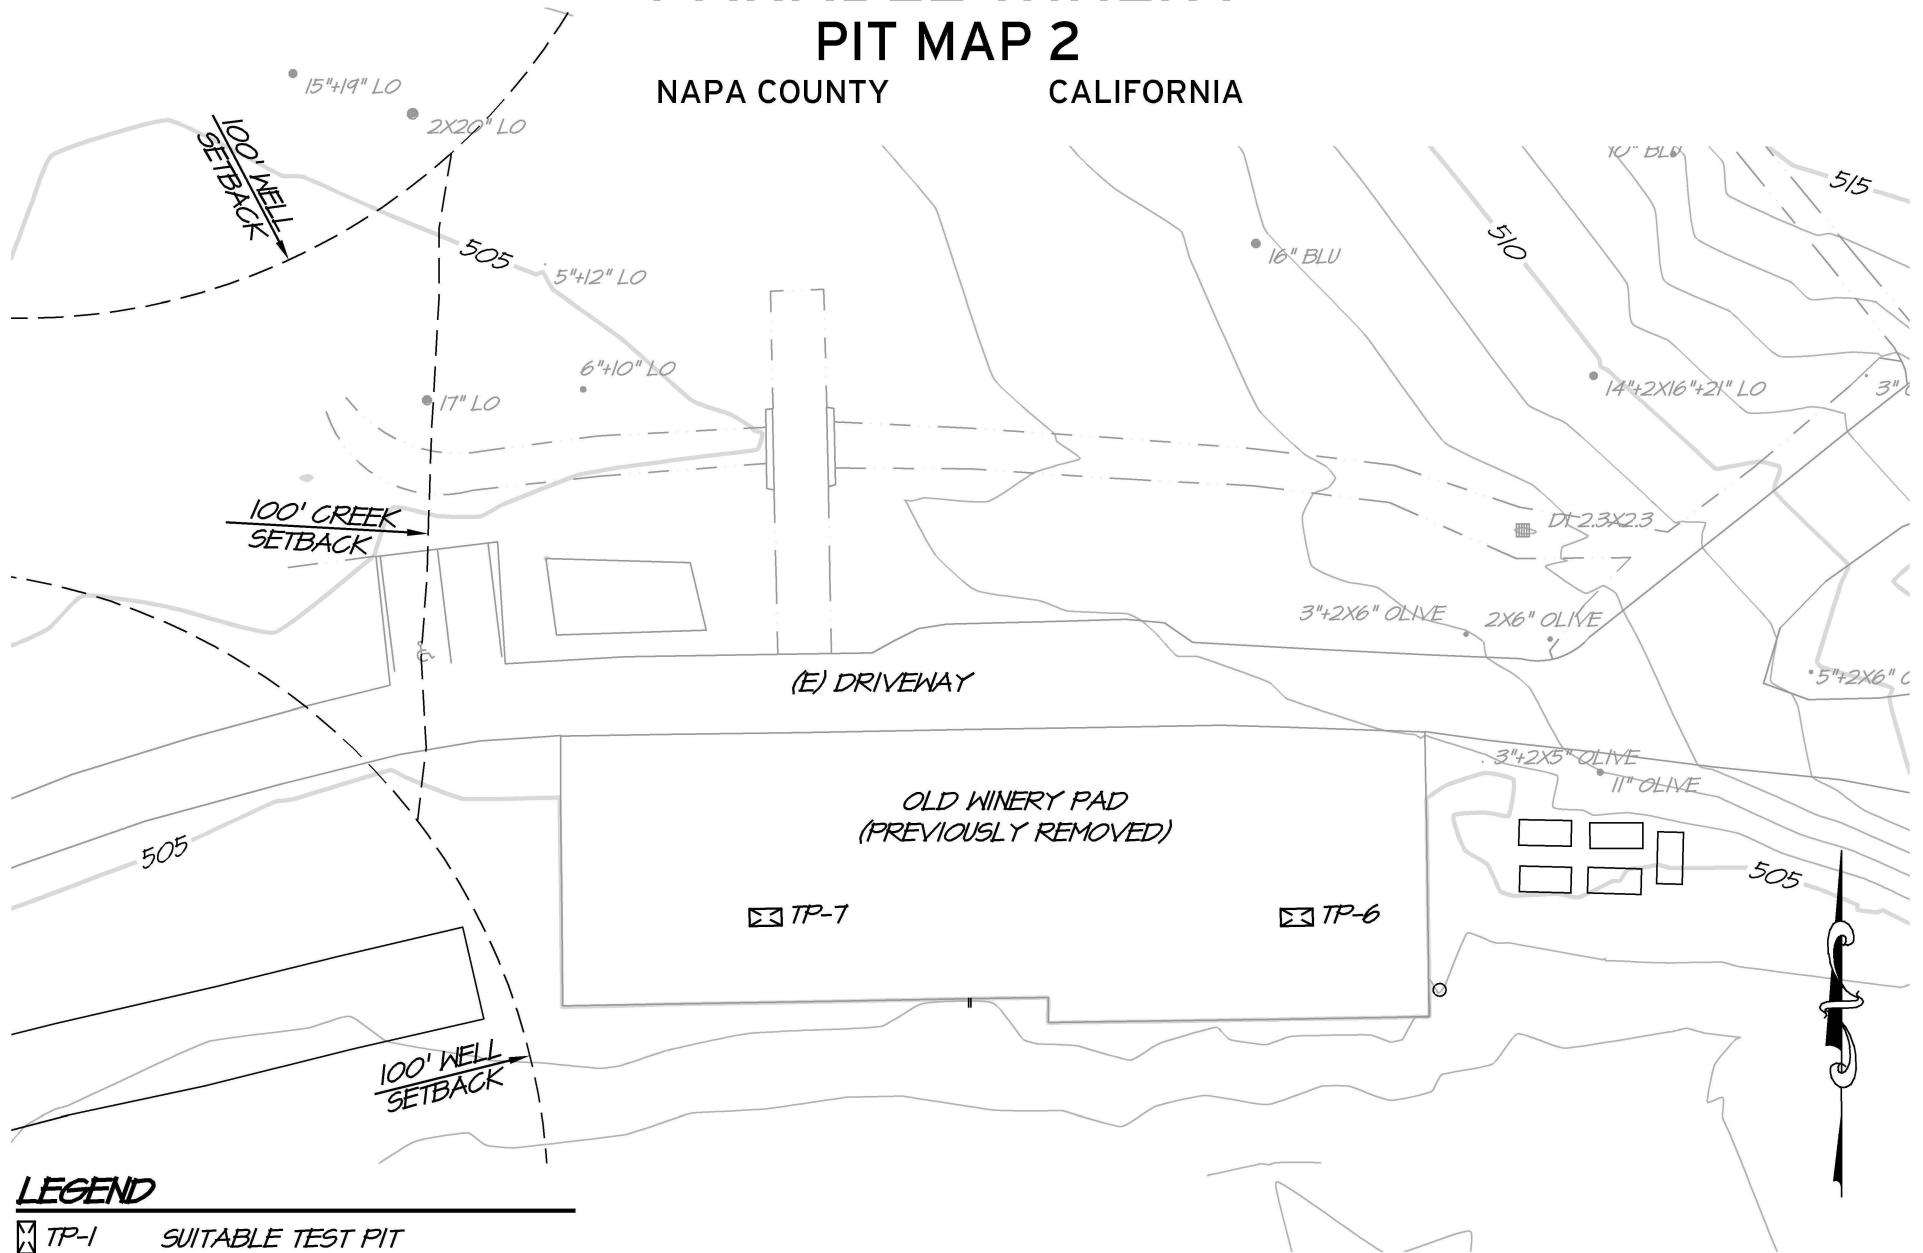 PIT MAP 2
NAPA COUNTY CALIFORNIA
15"+19" LO
2X20" LO
100' WELL
SETBACK
10" BLU
515
505
510
5"+12" LO
16" BLU
6"+10" LO
17" LO
14"+2X16"+21" LO
3"
100' CREEK
SETBACK
DI 2.3X2.3
3"+2X6" OLIVE
2X6" OLIVE
(E) DRIVEWAY
5"+2X6"
3"+2X5" OLIVE
11" OLIVE
OLD WINERY PAD
(PREVIOUSLY REMOVED)
505
505
TP-7
TP-6
100' WELL
SETBACK
LEGEND
TP-1 SUITABLE TEST PIT